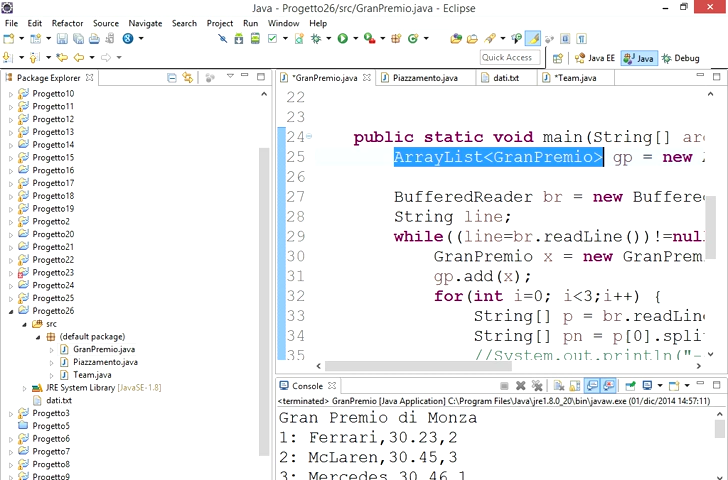 Java - Progetto26/src/GranPremio.java - Eclipse
File Edit Refactor Source Navigate Search Project Run Window Help
Quick Access
Java EE
Java
Debug
Package Explorer
Progetto10
Progetto11
Progetto12
Progetto13
Progetto14
Progetto15
Progetto16
Progetto17
Progetto18
Progetto19
Progetto2
Progetto20
Progetto21
Progetto22
Progetto23
Progetto24
Progetto25
Progetto26
src
(default package)
GranPremio.java
Piazzamento.java
Team.java
JRE System Library [JavaSE-1.8]
dati.txt
Progetto3
Progetto5
Progetto6
Progetto7
Progetto8
Progetto9
*GranPremio.java
Piazzamento.java
dati.txt
*Team.java
22
23
24 public static void main(String[] arg
25 ArrayList<GranPremio> gp = new
26
27 BufferedReader br = new Buffere
28 String line;
29 while((line=br.readLine())!=nul
30 GranPremio x = new GranPrem
31 gp.add(x);
32 for(int i=0; i<3;i++) {
33 String[] p = br.readLin
34 String[] pn = p[0].spli
35 //System.out.println("-
Console
<terminated> GranPremio [Java Application] C:\Program Files\Java\jre1.8.0_20\bin\javaw.exe (01/dic/2014 14:57:11)
Gran Premio di Monza
1: Ferrari,30.23,2
2: McLaren,30.45,3
3: Mercedes,30.46,1